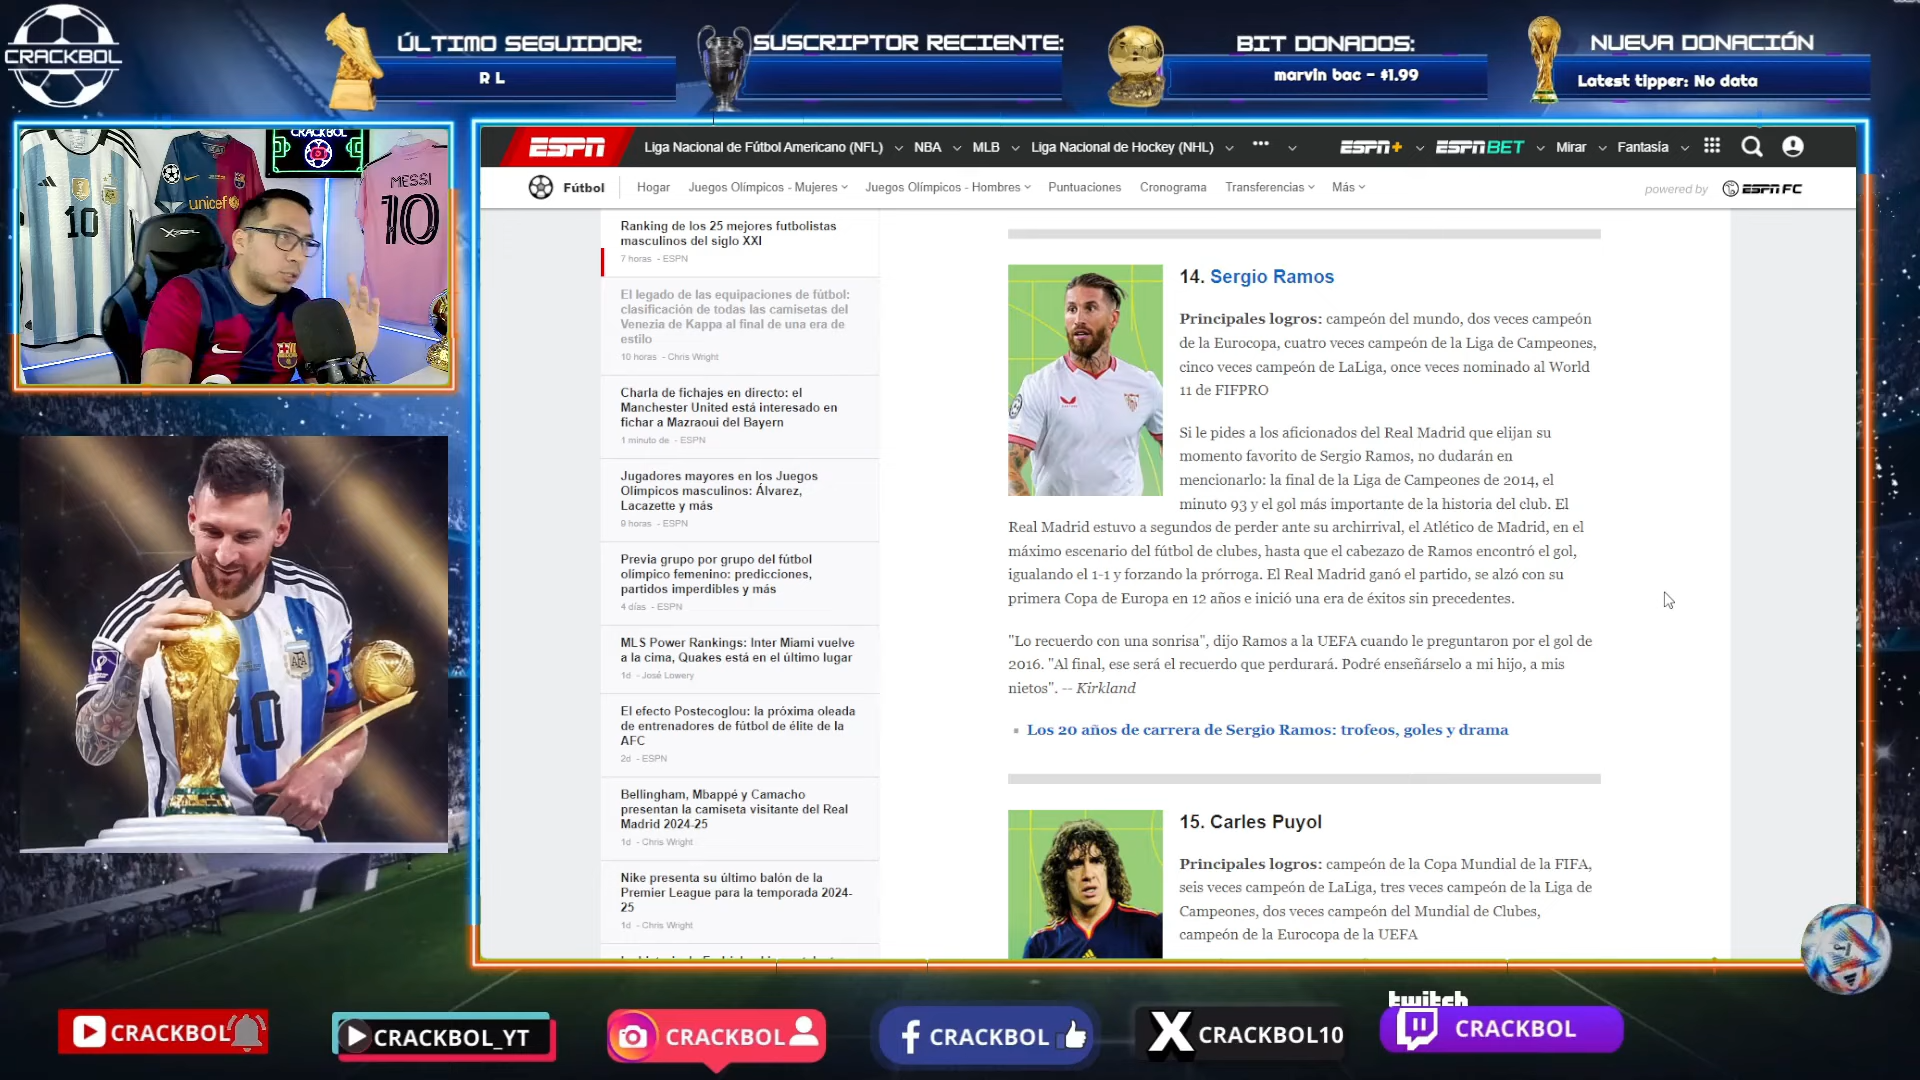 CRACKBOL
ÚLTIMO SEGUIDOR:
R L
SUSCRIPTOR RECIENTE:
BIT DONADOS:
marvin bac - $1.99
NUEVA DONACIÓN
Latest tipper: No data
CRACKBOL
10
unicef
MESSI
10
ESPN
Liga Nacional de Fútbol Americano (NFL)
NBA
MLB
Liga Nacional de Hockey (NHL)
ESPN+
ESPN BET
Mirar
Fantasía
Fútbol
Hogar
Juegos Olímpicos - Mujeres
Juegos Olímpicos - Hombres
Puntuaciones
Cronograma
Transferencias
Más
powered by
ESPN FC
Ranking de los 25 mejores futbolistas
masculinos del siglo XXI
7 horas - ESPN
El legado de las equipaciones de fútbol:
clasificación de todas las camisetas del
Venezia de Kappa al final de una era de
estilo
10 horas - Chris Wright
Charla de fichajes en directo: el
Manchester United está interesado en
fichar a Mazraoui del Bayern
1 minuto de - ESPN
Jugadores mayores en los Juegos
Olímpicos masculinos: Álvarez,
Lacazette y más
9 horas - ESPN
Previa grupo por grupo del fútbol
olímpico femenino: predicciones,
partidos imperdibles y más
4 días - ESPN
MLS Power Rankings: Inter Miami vuelve
a la cima, Quakes está en el último lugar
1d - José Lowery
El efecto Postecoglou: la próxima oleada
de entrenadores de fútbol de élite de la
AFC
2d - ESPN
Bellingham, Mbappé y Camacho
presentan la camiseta visitante del Real
Madrid 2024-25
1d - Chris Wright
Nike presenta su último balón de la
Premier League para la temporada 2024-
25
1d - Chris Wright
14. Sergio Ramos
Principales logros: campeón del mundo, dos veces campeón
de la Eurocopa, cuatro veces campeón de la Liga de Campeones,
cinco veces campeón de LaLiga, once veces nominado al World
11 de FIFPRO
Si le pides a los aficionados del Real Madrid que elijan su
momento favorito de Sergio Ramos, no dudarán en
mencionarlo: la final de la Liga de Campeones de 2014, el
minuto 93 y el gol más importante de la historia del club. El
Real Madrid estuvo a segundos de perder ante su archirrival, el Atlético de Madrid, en el
máximo escenario del fútbol de clubes, hasta que el cabezazo de Ramos encontró el gol,
igualando el 1-1 y forzando la prórroga. El Real Madrid ganó el partido, se alzó con su
primera Copa de Europa en 12 años e inició una era de éxitos sin precedentes.
"Lo recuerdo con una sonrisa", dijo Ramos a la UEFA cuando le preguntaron por el gol de
2016. "Al final, ese será el recuerdo que perdurará. Podré enseñárselo a mi hijo, a mis
nietos". -- Kirkland
Los 20 años de carrera de Sergio Ramos: trofeos, goles y drama
15. Carles Puyol
Principales logros: campeón de la Copa Mundial de la FIFA,
seis veces campeón de LaLiga, tres veces campeón de la Liga de
Campeones, dos veces campeón del Mundial de Clubes,
campeón de la Eurocopa de la UEFA
10
AFA
CRACKBOL
CRACKBOL_YT
CRACKBOL
CRACKBOL
CRACKBOL10
twitch
CRACKBOL